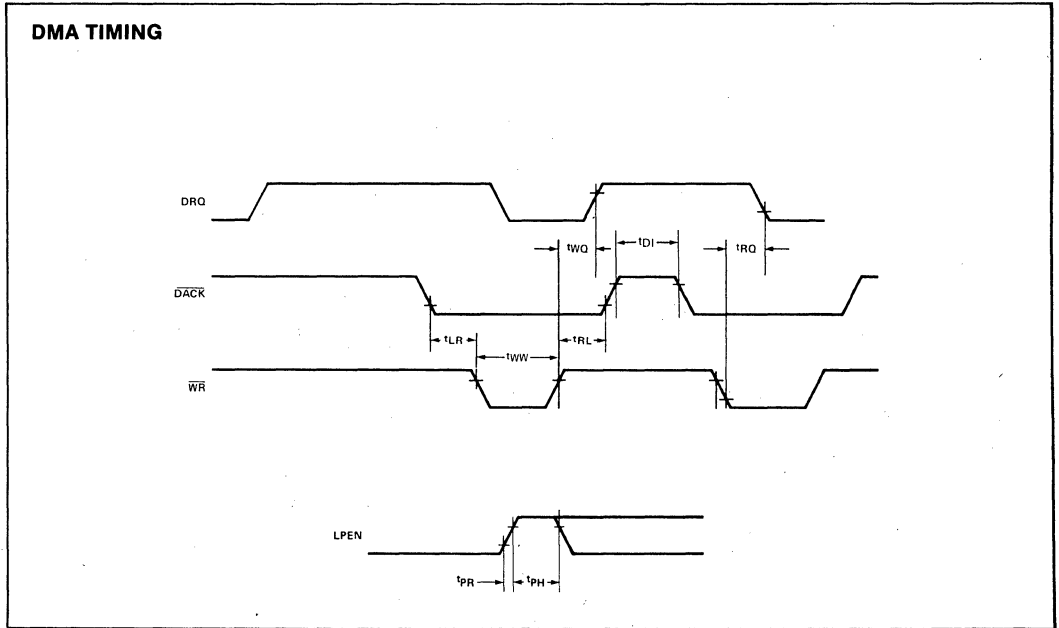 DMA TIMING
DRQ
tWQ
tDI
tRQ
DACK
tLR
tWW
tRL
WR
LPEN
tPR
tPH